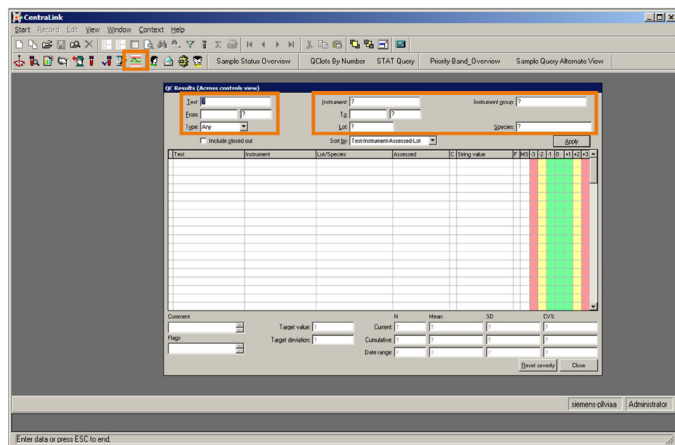 CentraLink
Start Record Edit View Window Context Help
Sample Status Overview QClots By Number STAT Query Priority Band_Overview Sample Query Alternate View
QC Results (Across controls view)
Test: ? Instrument: ? Instrument group: ?
From: ? To: ?
Type: Any Lot: ? Species: ?
Include closed out Sort by: Test-Instrument-Assessed-Lot Apply
Test Instrument Lot/Species Assessed C String value F MS -3 -2 -1 0 +1 +2 +3
Comment N Mean SD CV%
Target value: ? Current: ? ? ? ?
Flags Target deviation: ? Cumulative: ? ? ? ?
Date range: ? ? ? ?
Reset severity Close
siemens-pllviaa Administrator
Enter data or press ESC to end.